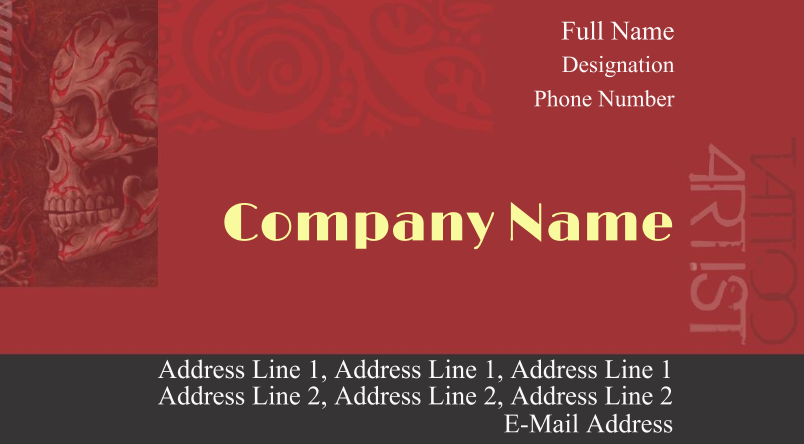 Full Name
Designation
Phone Number
Company Name
TATTOO
ARTIST
Address Line 1, Address Line 1, Address Line 1
Address Line 2, Address Line 2, Address Line 2
E-Mail Address